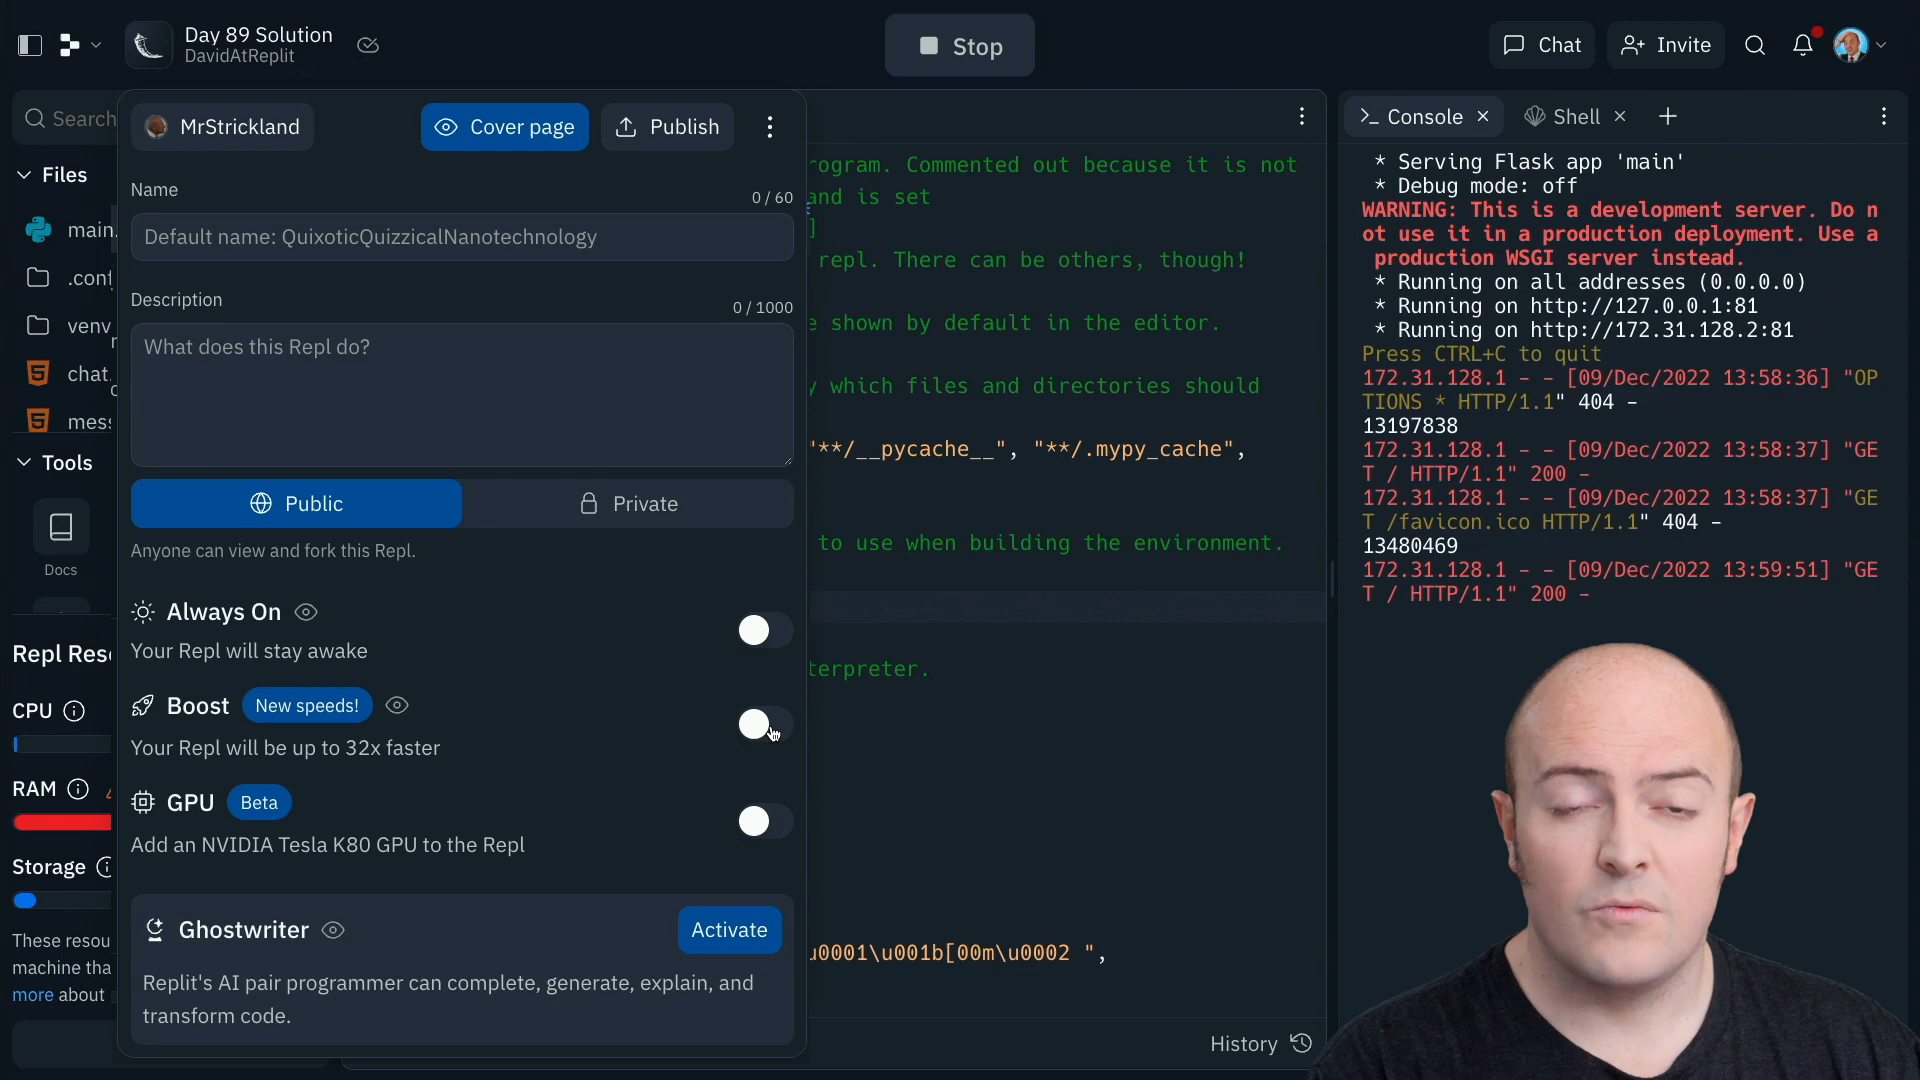 Day 89 Solution
DavidAtReplit
Stop
Chat
Invite
Search
Files
main.
.conf
venv
chat.
mess
Tools
Docs
CPU
RAM
Storage
These resou
machine tha
more about
MrStrickland
Cover page
Publish
Name
0 / 60
Default name: QuixoticQuizzicalNanotechnology
Description
0 / 1000
What does this Repl do?
Public
Private
Anyone can view and fork this Repl.
Always On
Your Repl will stay awake
Boost
New speeds!
Your Repl will be up to 32x faster
GPU
Beta
Add an NVIDIA Tesla K80 GPU to the Repl
Ghostwriter
Activate
Replit's AI pair programmer can complete, generate, explain, and
transform code.
rogram. Commented out because it is not
and is set
]
repl. There can be others, though!
e shown by default in the editor.
y which files and directories should
"**/__pycache__", "**/.mypy_cache",
to use when building the environment.
terpreter.
u0001\u001b[00m\u0002 ",
History
Console
Shell
* Serving Flask app 'main'
* Debug mode: off
WARNING: This is a development server. Do n
ot use it in a production deployment. Use a
production WSGI server instead.
* Running on all addresses (0.0.0.0)
* Running on http://127.0.0.1:81
* Running on http://172.31.128.2:81
Press CTRL+C to quit
172.31.128.1 - - [09/Dec/2022 13:58:36] "OP
TIONS * HTTP/1.1" 404 -
13197838
172.31.128.1 - - [09/Dec/2022 13:58:37] "GE
T / HTTP/1.1" 200 -
172.31.128.1 - - [09/Dec/2022 13:58:37] "GE
T /favicon.ico HTTP/1.1" 404 -
13480469
172.31.128.1 - - [09/Dec/2022 13:59:51] "GE
T / HTTP/1.1" 200 -